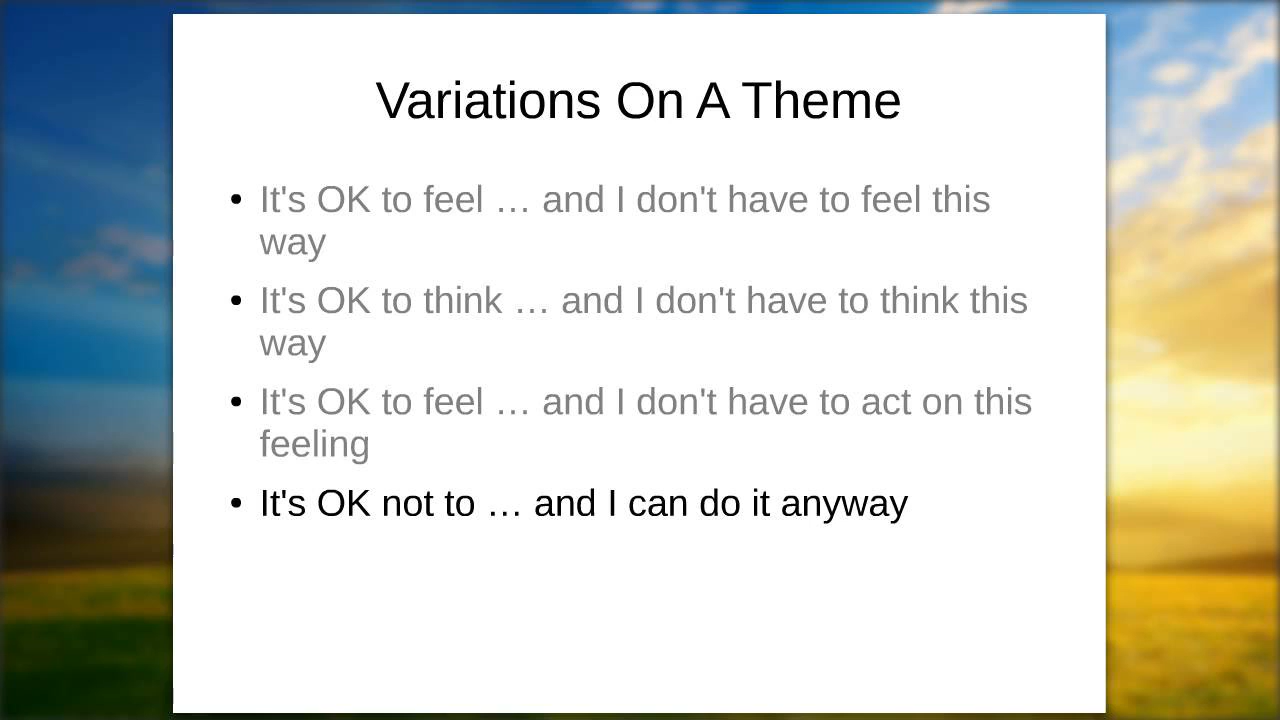 Variations On A Theme
• It's OK to feel … and I don't have to feel this
way
• It's OK to think … and I don't have to think this
way
• It's OK to feel … and I don't have to act on this
feeling
• It's OK not to … and I can do it anyway